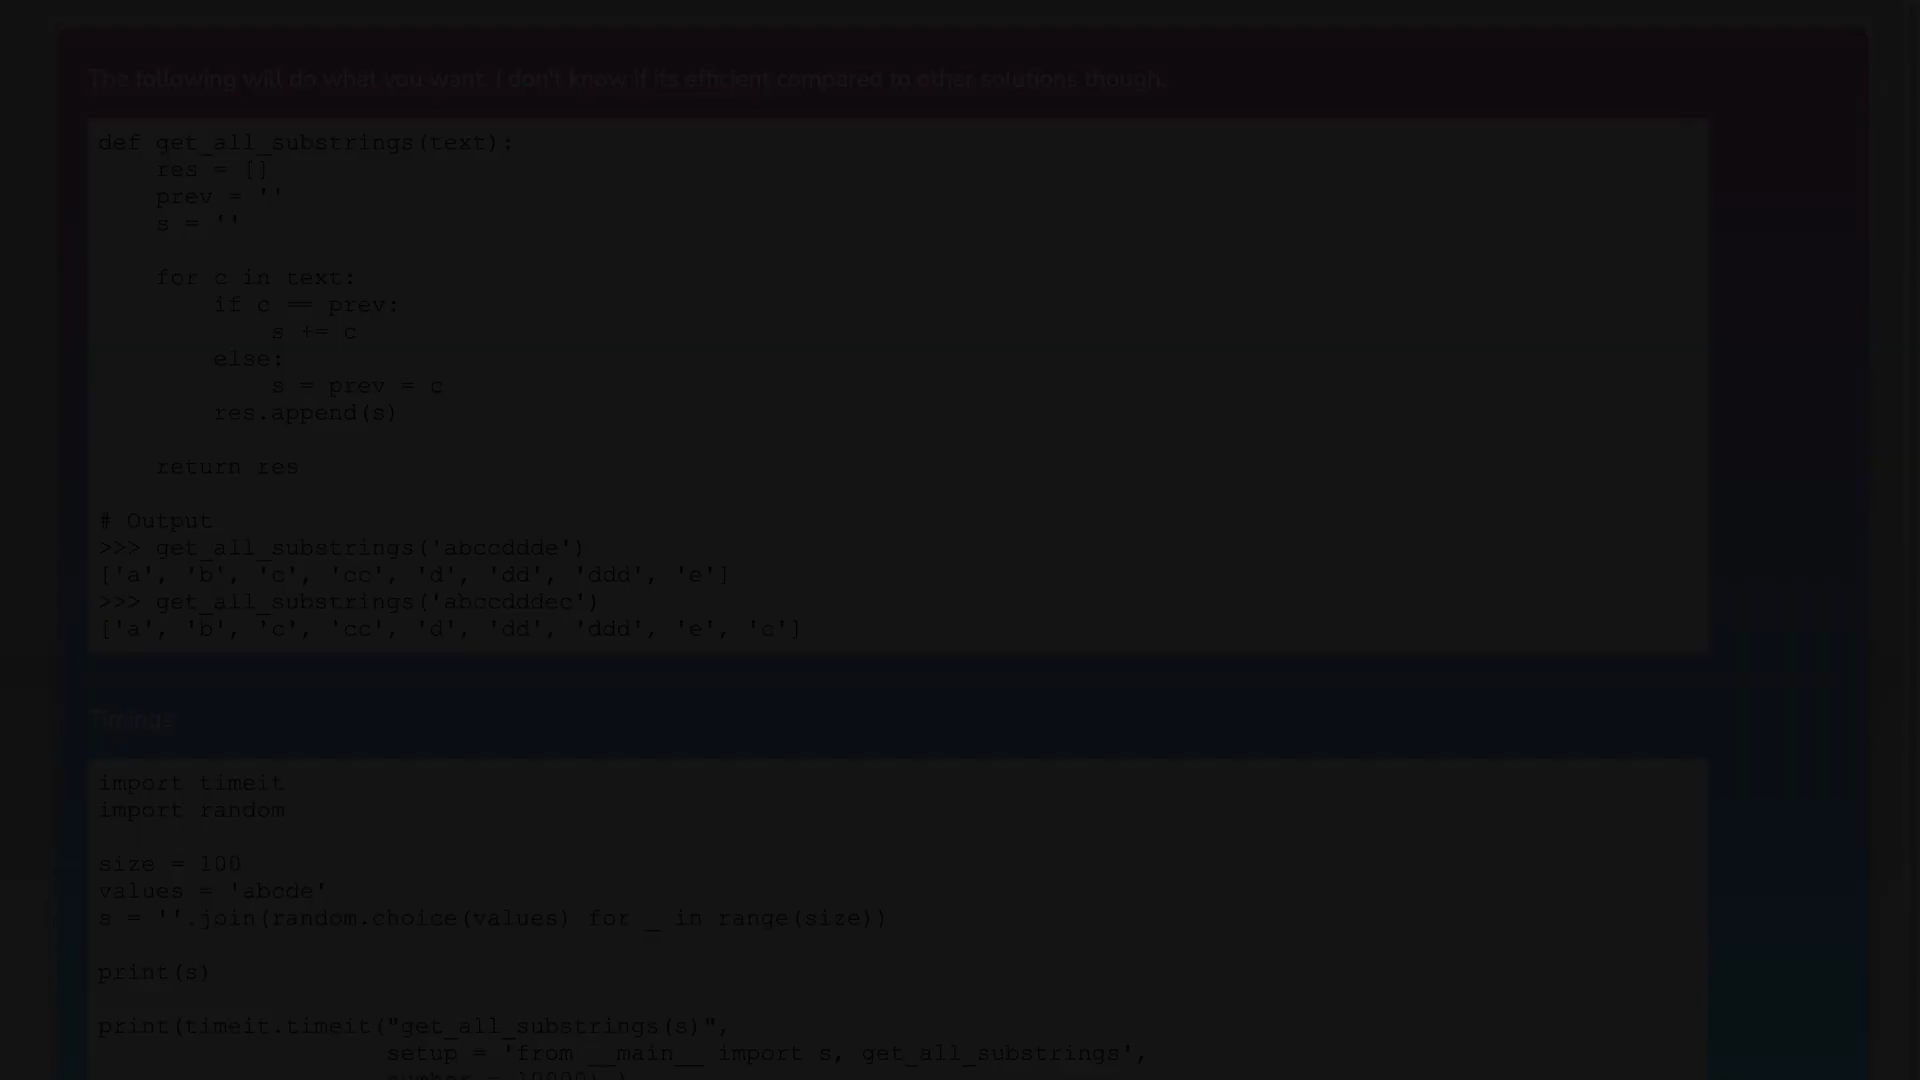 The following will do what you want. I don't know if its efficient compared to other solutions though.
def get_all_substrings(text):
    res = []
    prev = ''
    s = ''
    for c in text:
        if c == prev:
            s += c
        else:
            s = prev = c
        res.append(s)
    return res
# Output
>>> get_all_substrings('abccddde')
['a', 'b', 'c', 'cc', 'd', 'dd', 'ddd', 'e']
>>> get_all_substrings('abccdddec')
['a', 'b', 'c', 'cc', 'd', 'dd', 'ddd', 'e', 'c']
Timings
import timeit
import random
size = 100
values = 'abcde'
s = ''.join(random.choice(values) for _ in range(size))
print(s)
print(timeit.timeit("get_all_substrings(s)",
                    setup = 'from __main__ import s, get_all_substrings',
                    number = 10000) )